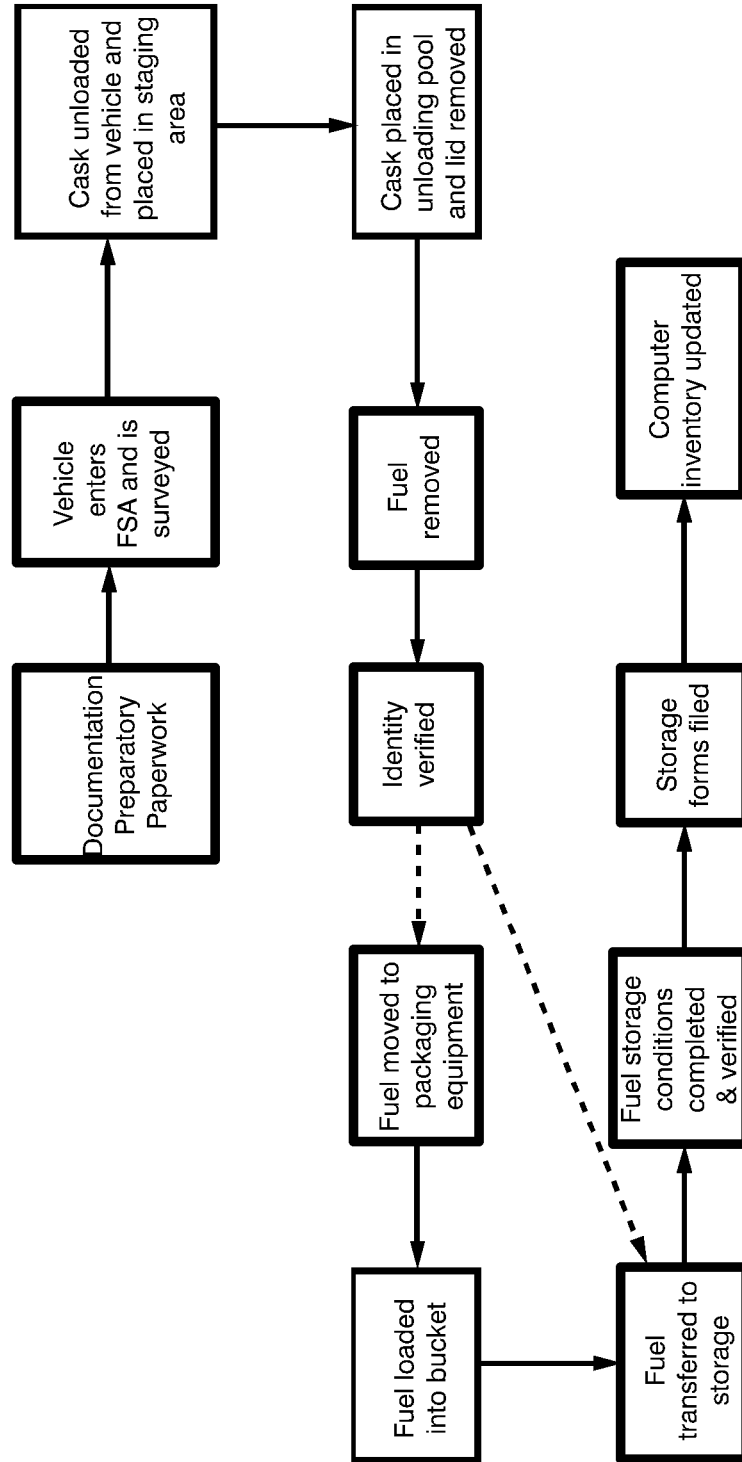 Documentation
Preparatory
Paperwork
Vehicle
enters
FSA and is
surveyed
Cask unloaded
from vehicle and
placed in staging
area
Cask placed in
unloading pool
and lid removed
Fuel
removed
Identity
verified
Fuel moved to
packaging
equipment
Fuel loaded
into bucket
Fuel
transferred to
storage
Fuel storage
conditions
completed
& verified
Storage
forms filed
Computer
inventory updated